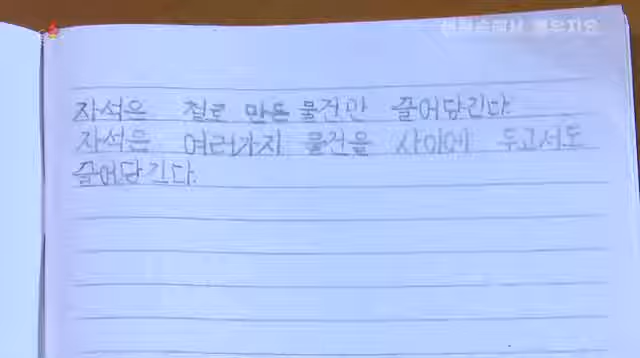 자석은 철로 만든 물건만 끌어당긴다.
자석은 여러가지 물건을 사이에 두고서도
끌어당긴다.